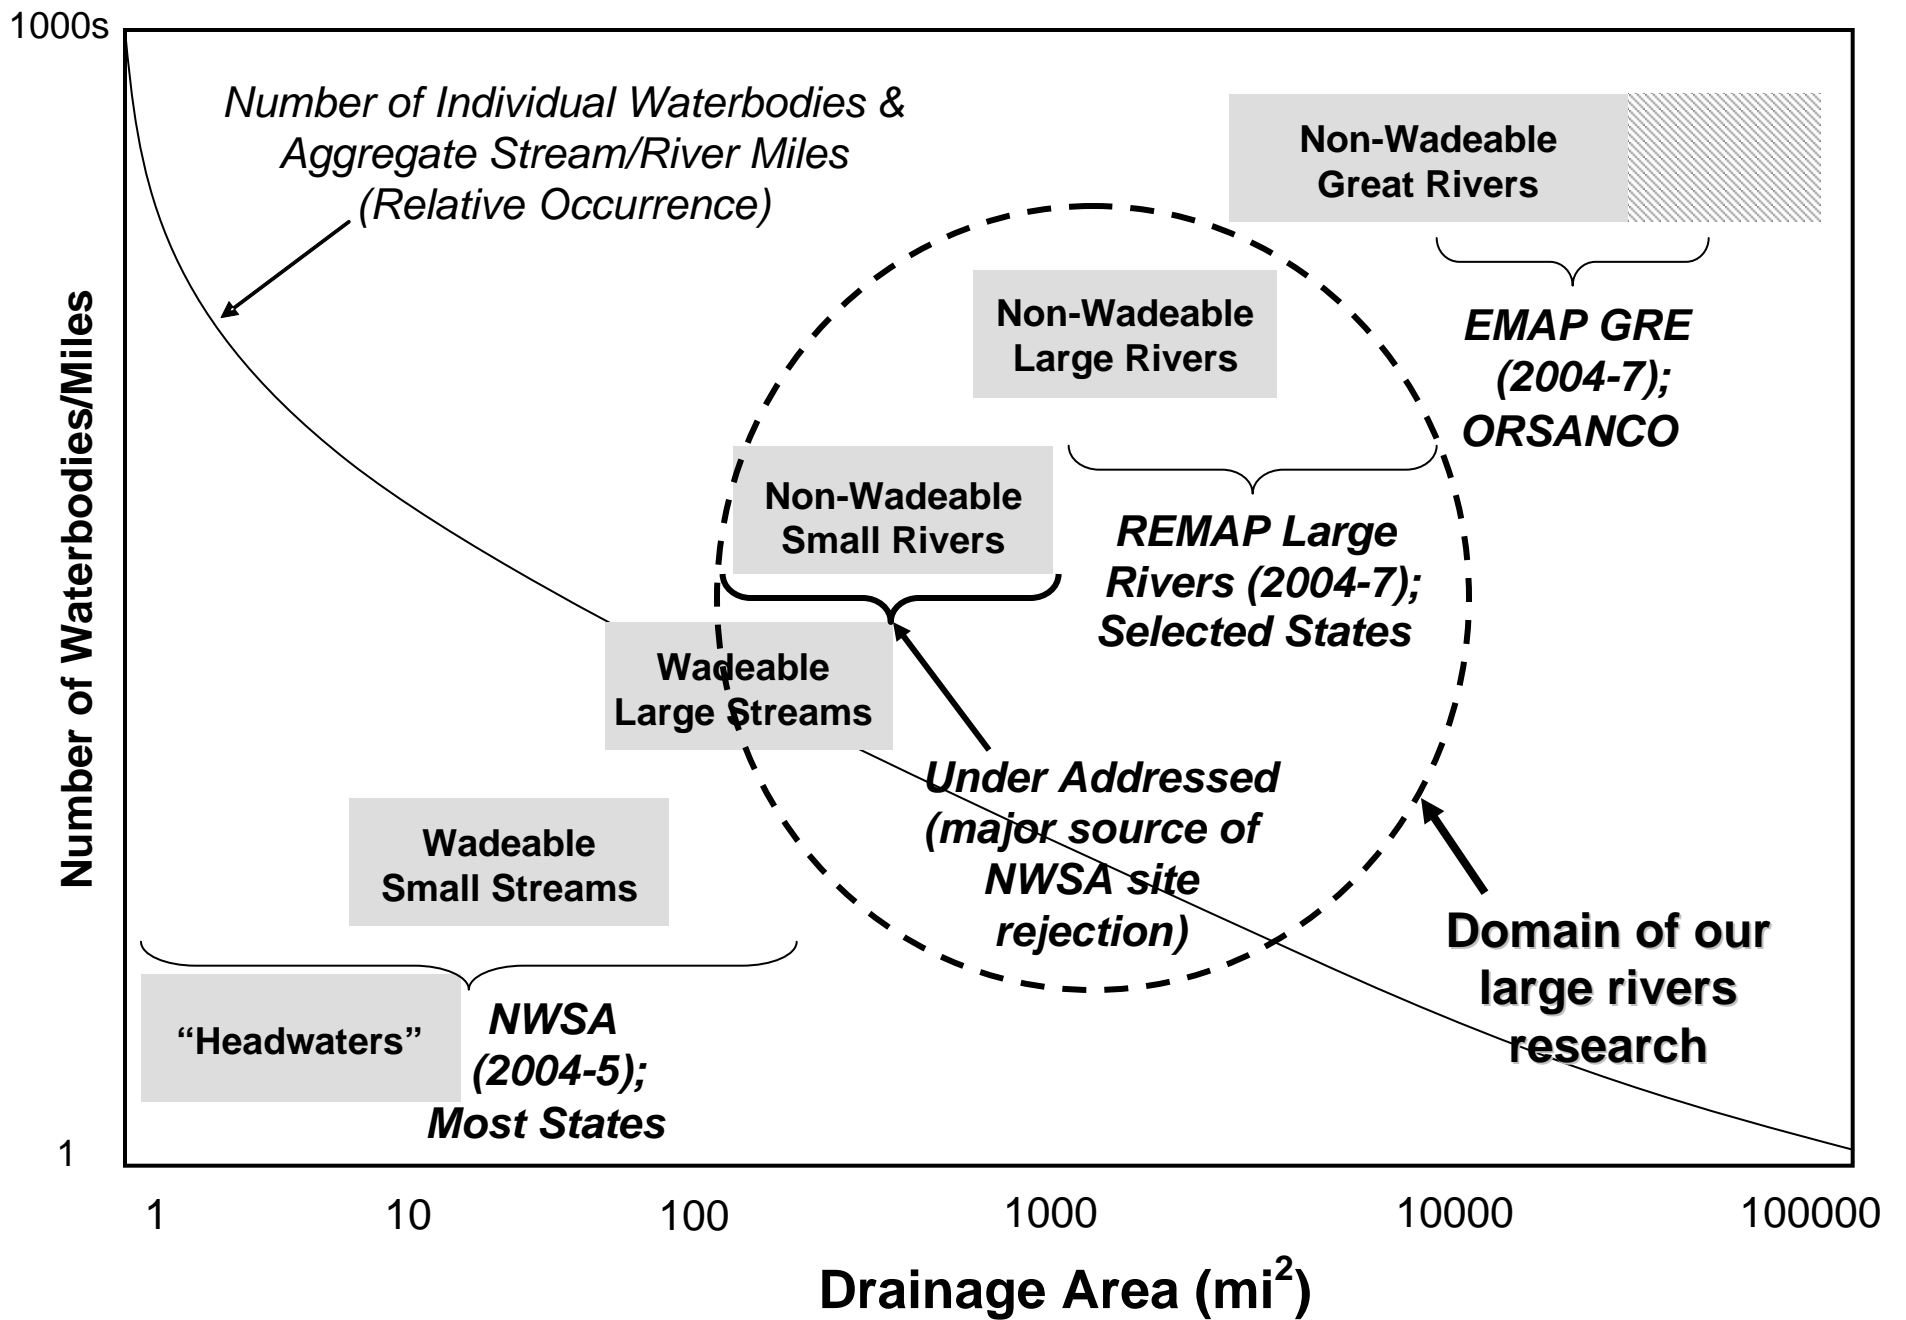 1000s
Number of Individual Waterbodies &
Aggregate Stream/River Miles
(Relative Occurrence)
Non-Wadeable
Great Rivers
Non-Wadeable
Large Rivers
EMAP GRE
(2004-7);
ORSANCO
Non-Wadeable
Small Rivers
REMAP Large
Rivers (2004-7);
Selected States
Number of Waterbodies/Miles
Wadeable
Large Streams
Under Addressed
(major source of
NWSA site
rejection)
Wadeable
Small Streams
Domain of our
large rivers
research
“Headwaters”
NWSA
(2004-5);
Most States
1
1
10
100
1000
10000
100000
Drainage Area (mi²)